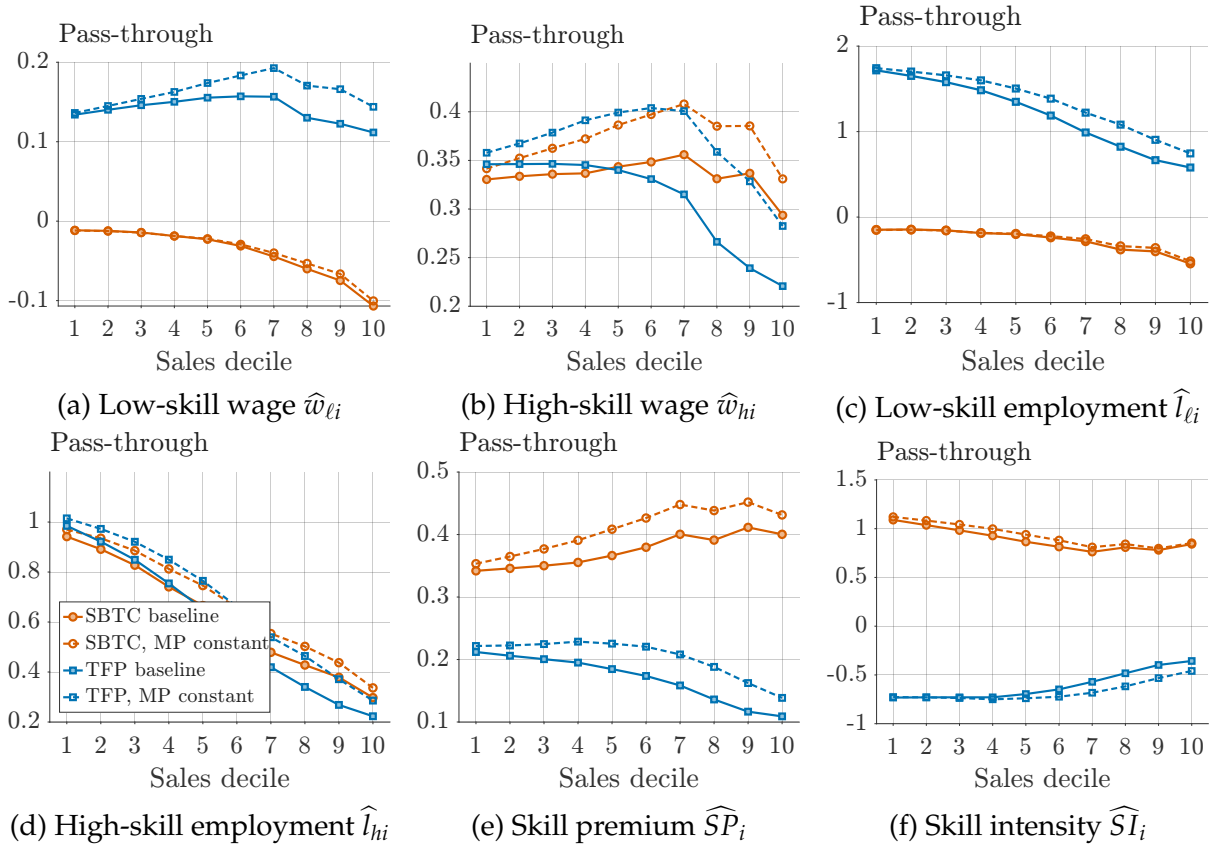 Pass-through
0.2
0.1
0
-0.1
1 2 3 4 5 6 7 8 9 10
Sales decile
(a) Low-skill wage ŵ_ℓi
Pass-through
0.4
0.35
0.3
0.25
0.2
1 2 3 4 5 6 7 8 9 10
Sales decile
(b) High-skill wage ŵ_hi
Pass-through
2
1
0
-1
1 2 3 4 5 6 7 8 9 10
Sales decile
(c) Low-skill employment l̂_ℓi
Pass-through
1
0.8
0.6
0.4
0.2
SBTC baseline
SBTC, MP constant
TFP baseline
TFP, MP constant
1 2 3 4 5 6 7 8 9 10
Sales decile
(d) High-skill employment l̂_hi
Pass-through
0.5
0.4
0.3
0.2
0.1
1 2 3 4 5 6 7 8 9 10
Sales decile
(e) Skill premium ŜP_i
Pass-through
1.5
1
0.5
0
-0.5
-1
1 2 3 4 5 6 7 8 9 10
Sales decile
(f) Skill intensity ŜI_i